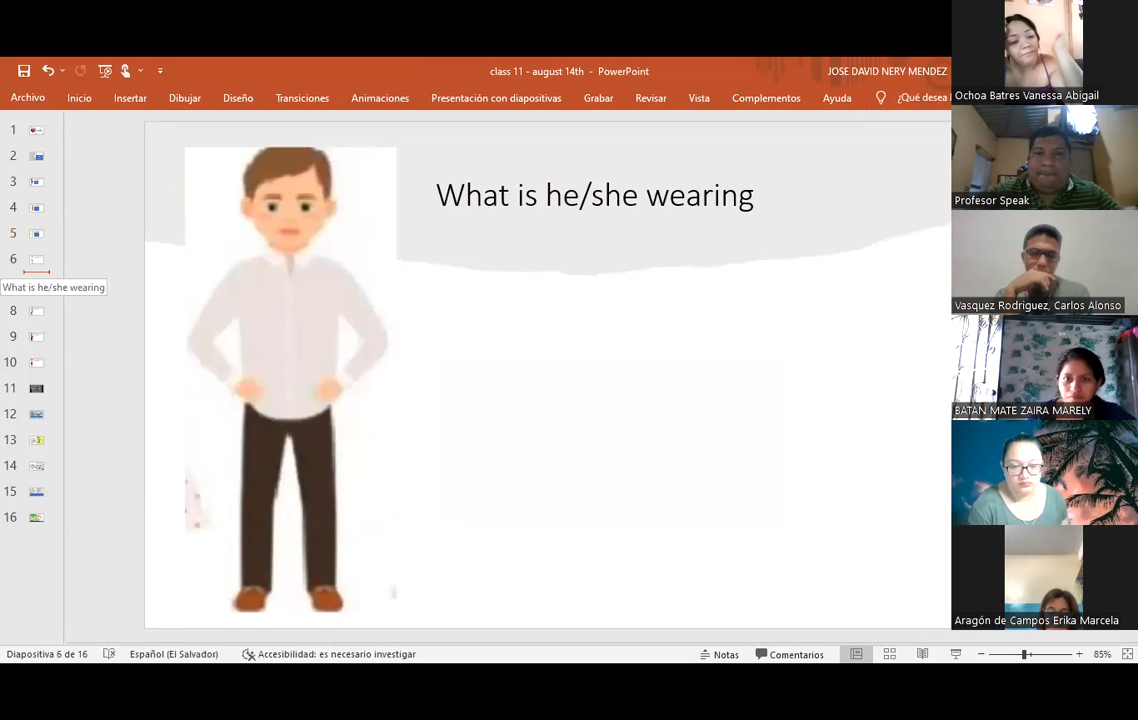 class 11 - august 14th - PowerPoint
JOSE DAVID NERY MENDEZ
Archivo
Inicio
Insertar
Dibujar
Diseño
Transiciones
Animaciones
Presentación con diapositivas
Grabar
Revisar
Vista
Complementos
Ayuda
¿Qué desea
1
2
3
4
5
6
What is he/she wearing
8
9
10
11
12
13
14
15
16
What is he/she wearing
Ochoa Batres Vanessa Abigail
Profesor Speak
Vasquez Rodriguez, Carlos Alonso
BATAN MATE ZAIRA MARELY
Aragón de Campos Erika Marcela
Diapositiva 6 de 16
Español (El Salvador)
Accesibilidad: es necesario investigar
Notas
Comentarios
85%